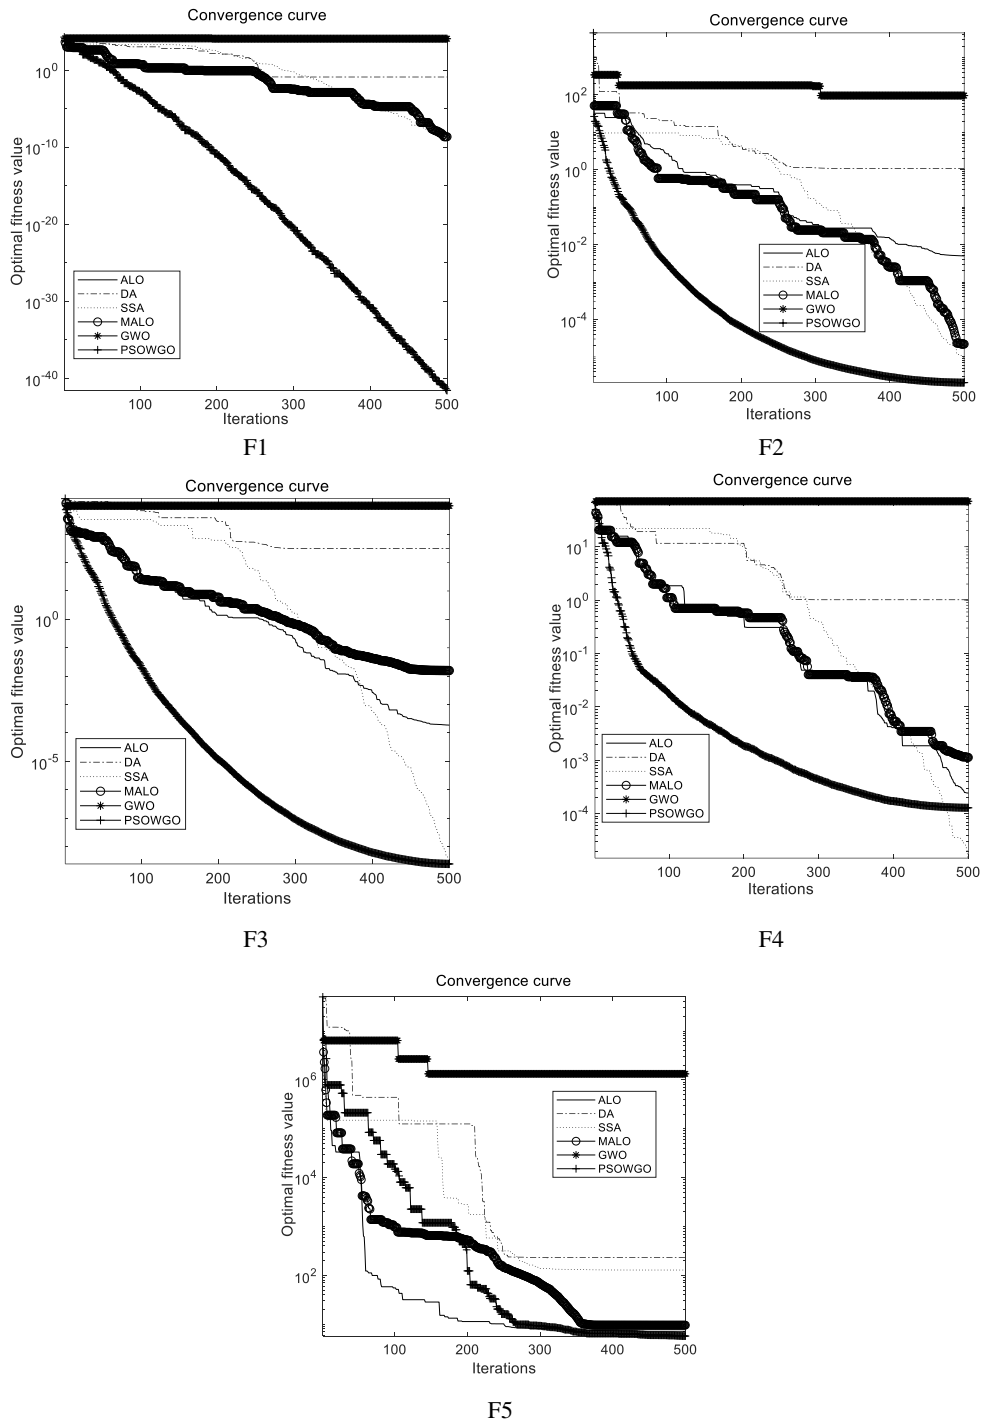 Convergence curve
Optimal fitness value
10^0
10^-10
10^-20
10^-30
10^-40
ALO
DA
SSA
MALO
GWO
PSOWGO
100 200 300 400 500
Iterations
F1
Convergence curve
Optimal fitness value
10^2
10^0
10^-2
10^-4
ALO
DA
SSA
MALO
GWO
PSOWGO
100 200 300 400 500
Iterations
F2
Convergence curve
Optimal fitness value
10^0
10^-5
ALO
DA
SSA
MALO
GWO
PSOWGO
100 200 300 400 500
Iterations
F3
Convergence curve
Optimal fitness value
10^1
10^0
10^-1
10^-2
10^-3
10^-4
ALO
DA
SSA
MALO
GWO
PSOWGO
100 200 300 400 500
Iterations
F4
Convergence curve
Optimal fitness value
10^6
10^4
10^2
ALO
DA
SSA
MALO
GWO
PSOWGO
100 200 300 400 500
Iterations
F5